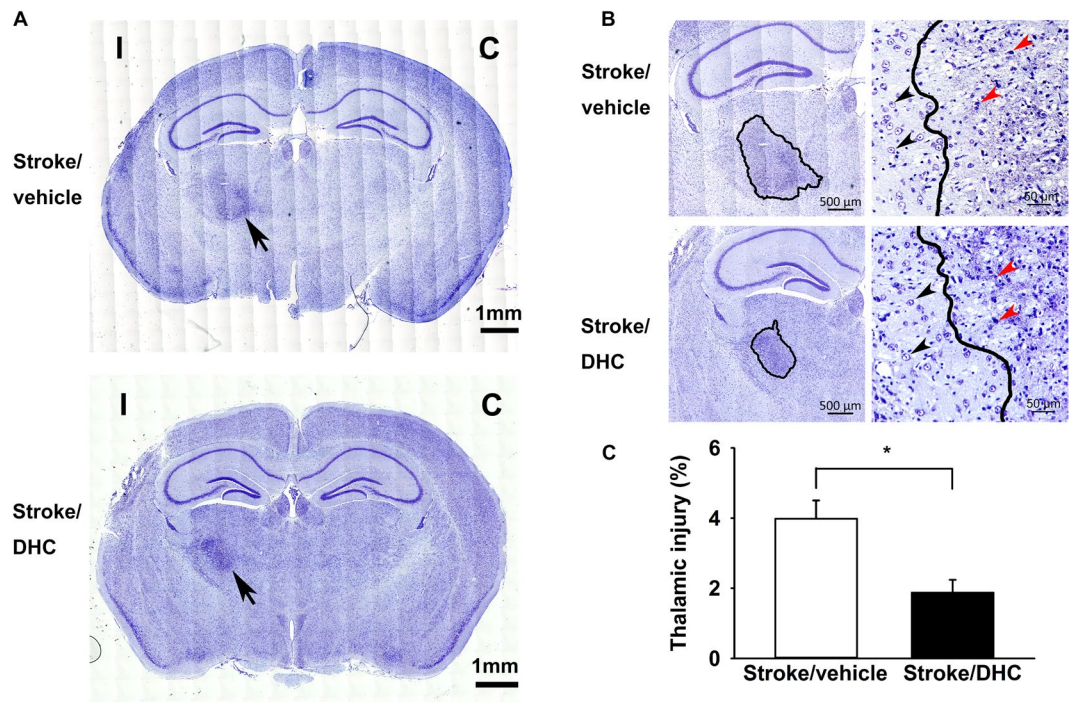 A
I
C
Stroke/
vehicle
1mm
I
C
Stroke/
DHC
1mm
B
Stroke/
vehicle
500 µm
50 µm
Stroke/
DHC
500 µm
50 µm
C
Thalamic injury (%)
6
4
2
0
*
Stroke/vehicle
Stroke/DHC